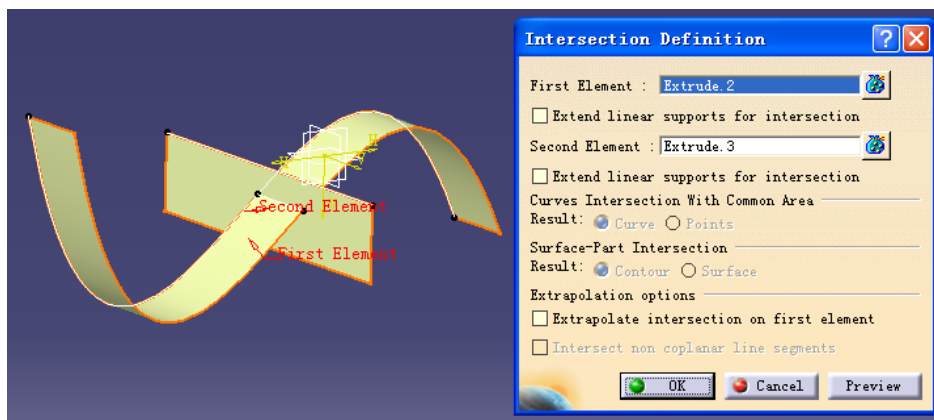 Second Element
First Element
H
H
Intersection Definition
?
First Element : Extrude.2
Extend linear supports for intersection
Second Element : Extrude.3
Extend linear supports for intersection
Curves Intersection With Common Area
Result: Curve Points
Surface-Part Intersection
Result: Contour Surface
Extrapolation options
Extrapolate intersection on first element
Intersect non coplanar line segments
OK Cancel Preview